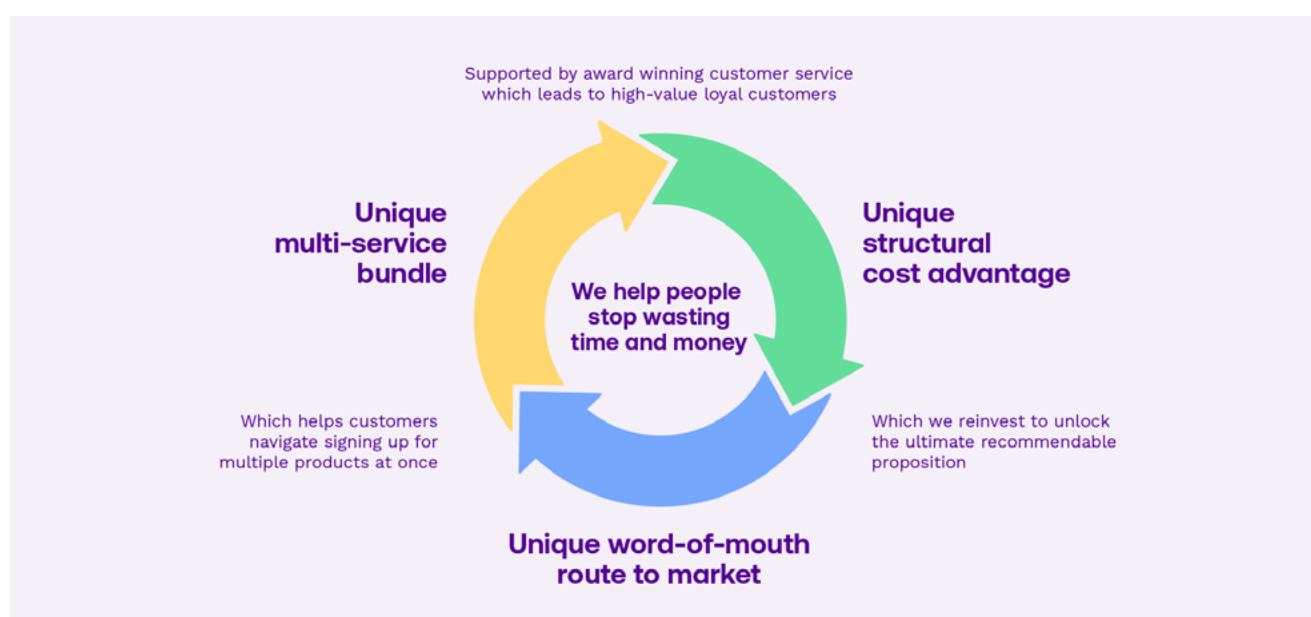 Supported by award winning customer service
which leads to high-value loyal customers
Unique
multi-service
bundle
Unique
structural
cost advantage
We help people
stop wasting
time and money
Which helps customers
navigate signing up for
multiple products at once
Which we reinvest to unlock
the ultimate recommendable
proposition
Unique word-of-mouth
route to market